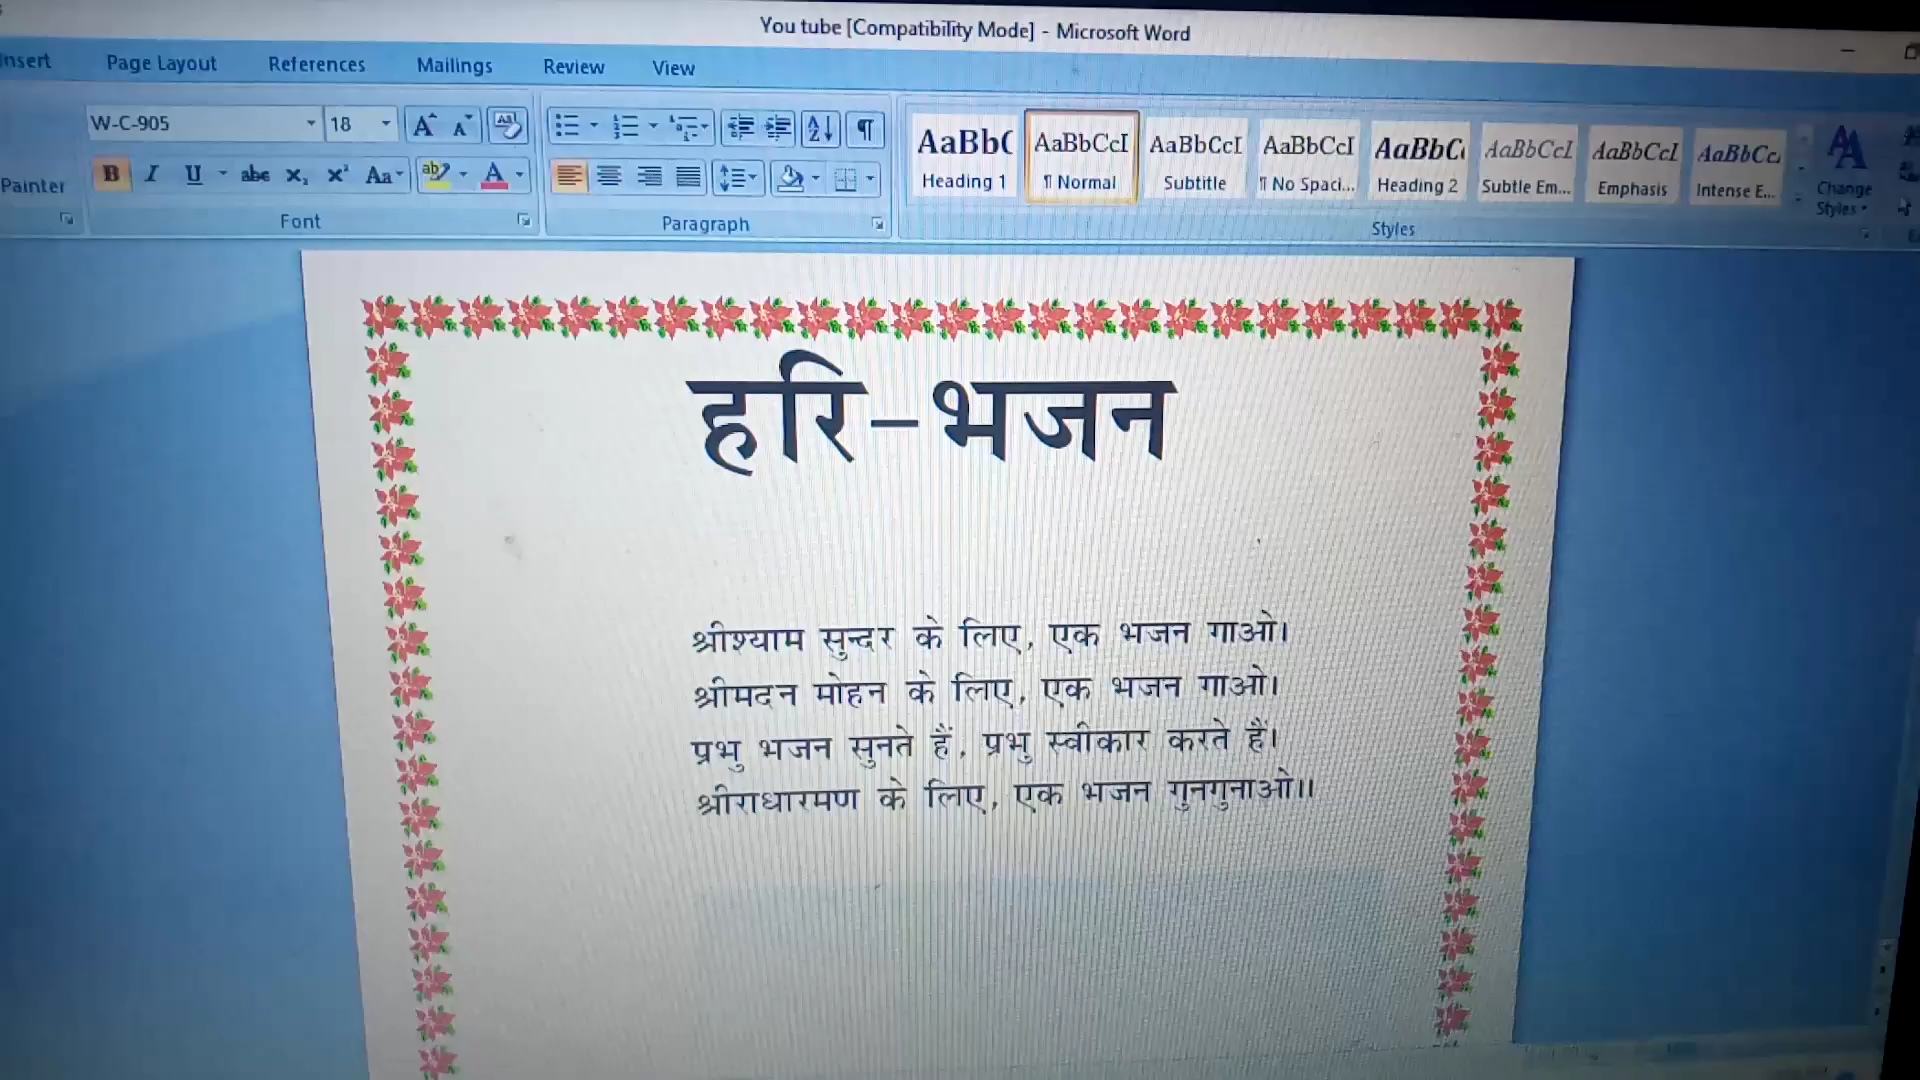 You tube [Compatibility Mode] - Microsoft Word
Insert Page Layout References Mailings Review View
W-C-905 18
Painter
AaBbC AaBbCcI AaBbCcI AaBbCcI AaBbC AaBbCcI AaBbCcI AaBbCc
Heading 1 ¶ Normal Subtitle ¶ No Spaci... Heading 2 Subtle Em... Emphasis Intense E...
Change Styles
Font Paragraph Styles
हरि-भजन
श्रीश्याम सुन्दर के लिए, एक भजन गाओ।
श्रीमदन मोहन के लिए, एक भजन गाओ।
प्रभु भजन सुनते हैं, प्रभु स्वीकार करते हैं।
श्रीराधारमण के लिए, एक भजन गुनगुनाओ।।